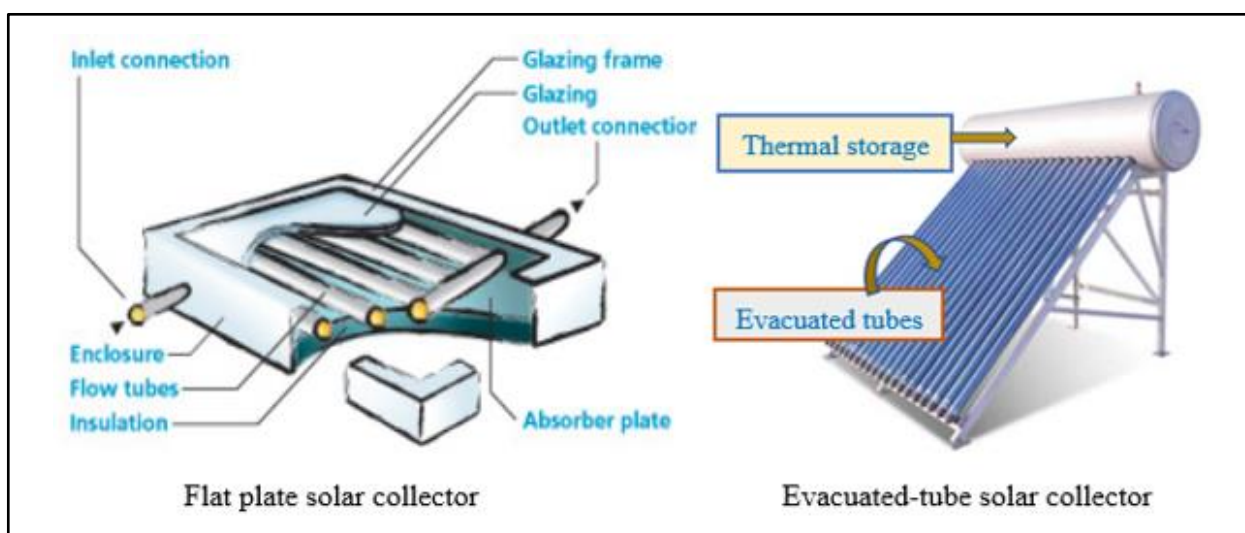 Inlet connection
Glazing frame
Glazing
Outlet connection
Enclosure
Flow tubes
Insulation
Absorber plate
Flat plate solar collector
Thermal storage
Evacuated tubes
Evacuated-tube solar collector